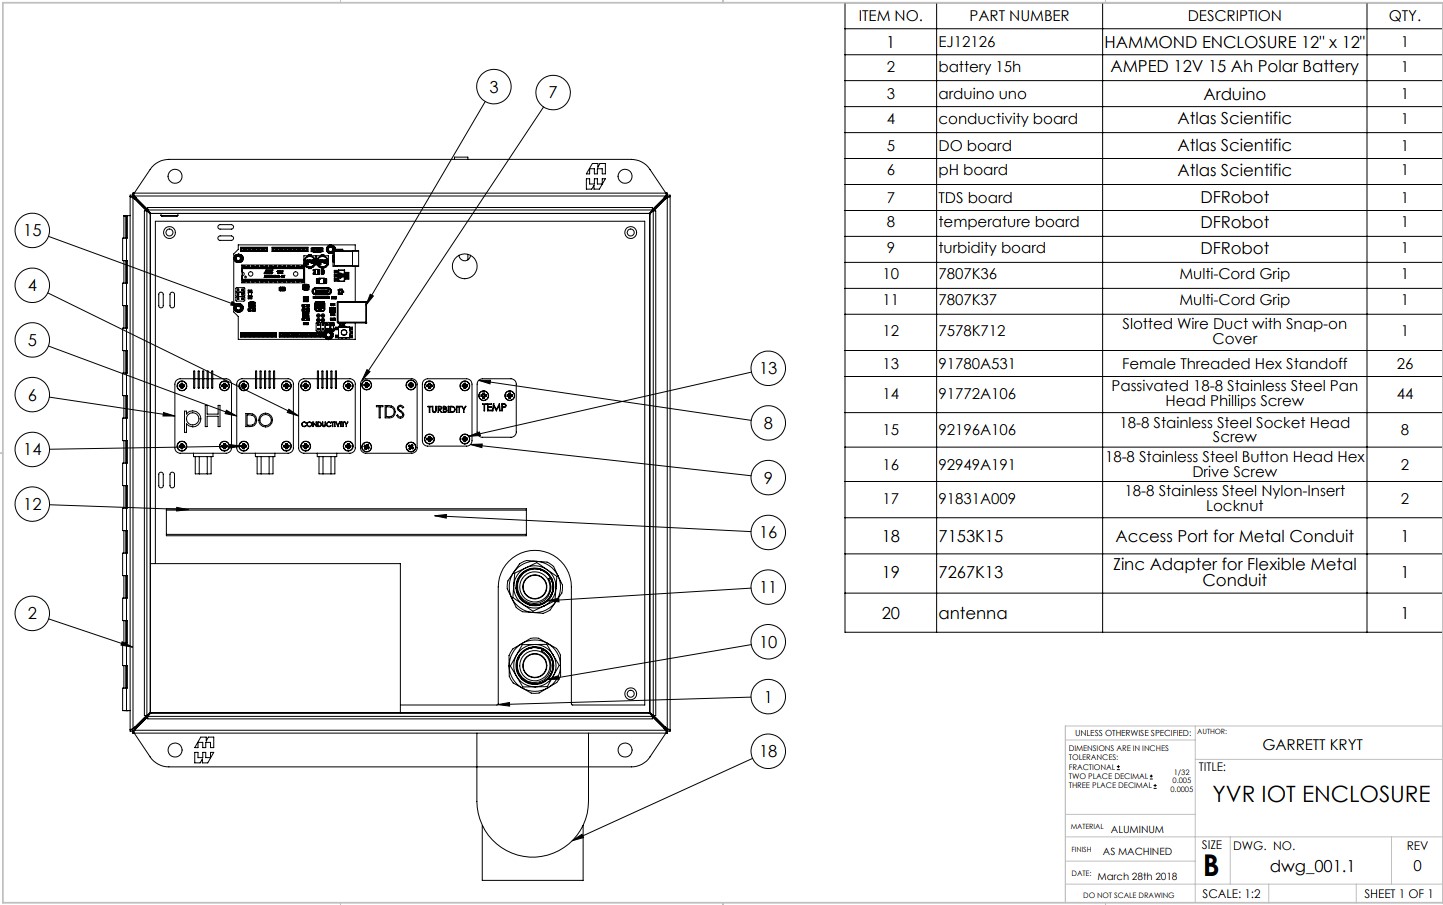 ITEM NO. PART NUMBER DESCRIPTION QTY.
1 EJ12126 HAMMOND ENCLOSURE 12" x 12" 1
2 battery 15h AMPED 12V 15 Ah Polar Battery 1
3 arduino uno Arduino 1
4 conductivity board Atlas Scientific 1
5 DO board Atlas Scientific 1
6 pH board Atlas Scientific 1
7 TDS board DFRobot 1
8 temperature board DFRobot 1
9 turbidity board DFRobot 1
10 7807K36 Multi-Cord Grip 1
11 7807K37 Multi-Cord Grip 1
12 7578K712 Slotted Wire Duct with Snap-on
Cover 1
13 91780A531 Female Threaded Hex Standoff 26
14 91772A106 Passivated 18-8 Stainless Steel Pan
Head Phillips Screw 44
15 92196A106 18-8 Stainless Steel Socket Head
Screw 8
16 92949A191 18-8 Stainless Steel Button Head Hex
Drive Screw 2
17 91831A009 18-8 Stainless Steel Nylon-Insert
Locknut 2
18 7153K15 Access Port for Metal Conduit 1
19 7267K13 Zinc Adapter for Flexible Metal
Conduit 1
20 antenna 1
3
7
15
4
5
6
14
12
2
13
8
9
16
11
10
1
18
pH
DO
CONDUCTIVITY
TDS
TURBIDITY
TEMP
UNLESS OTHERWISE SPECIFIED:
DIMENSIONS ARE IN INCHES
TOLERANCES:
FRACTIONAL ± 1/32
TWO PLACE DECIMAL ± 0.005
THREE PLACE DECIMAL ± 0.0005
MATERIAL ALUMINUM
FINISH AS MACHINED
DATE: March 28th 2018
DO NOT SCALE DRAWING
AUTHOR:
GARRETT KRYT
TITLE:
YVR IOT ENCLOSURE
SIZE
B
DWG. NO.
dwg_001.1
REV
0
SCALE: 1:2
SHEET 1 OF 1